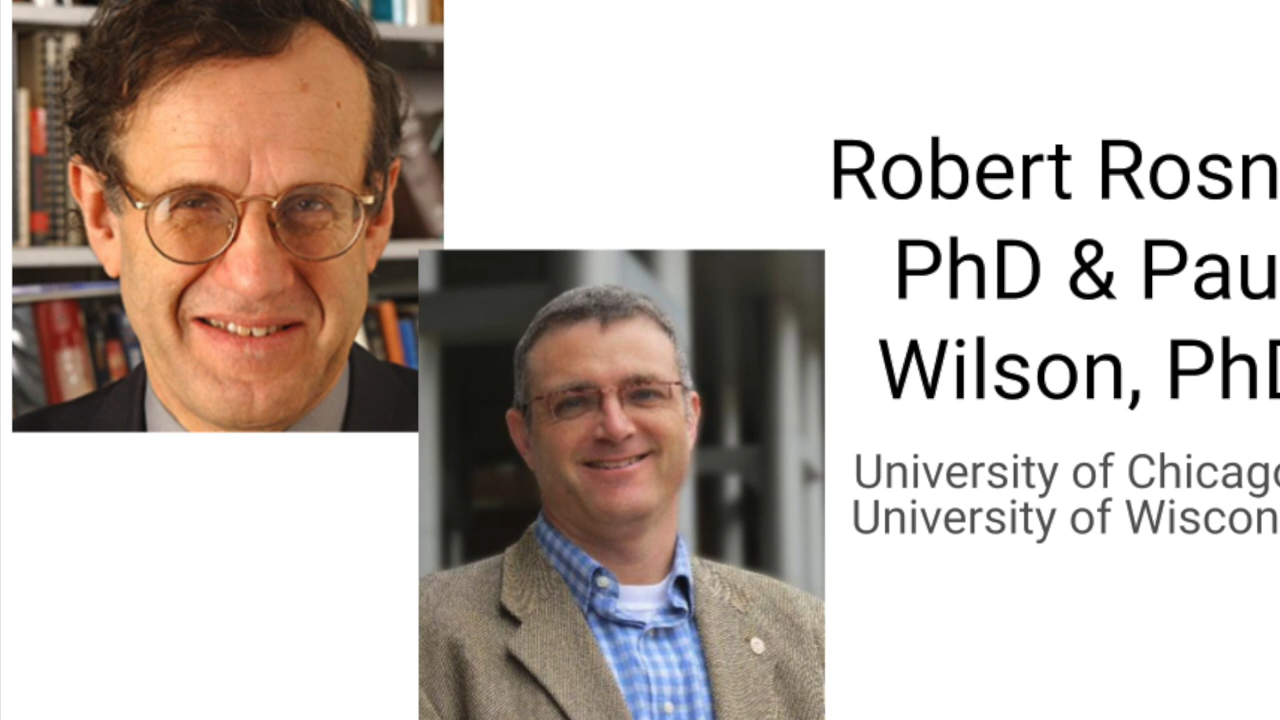 Robert Rosn
PhD & Pau
Wilson, PhD
University of Chicago
University of Wiscon